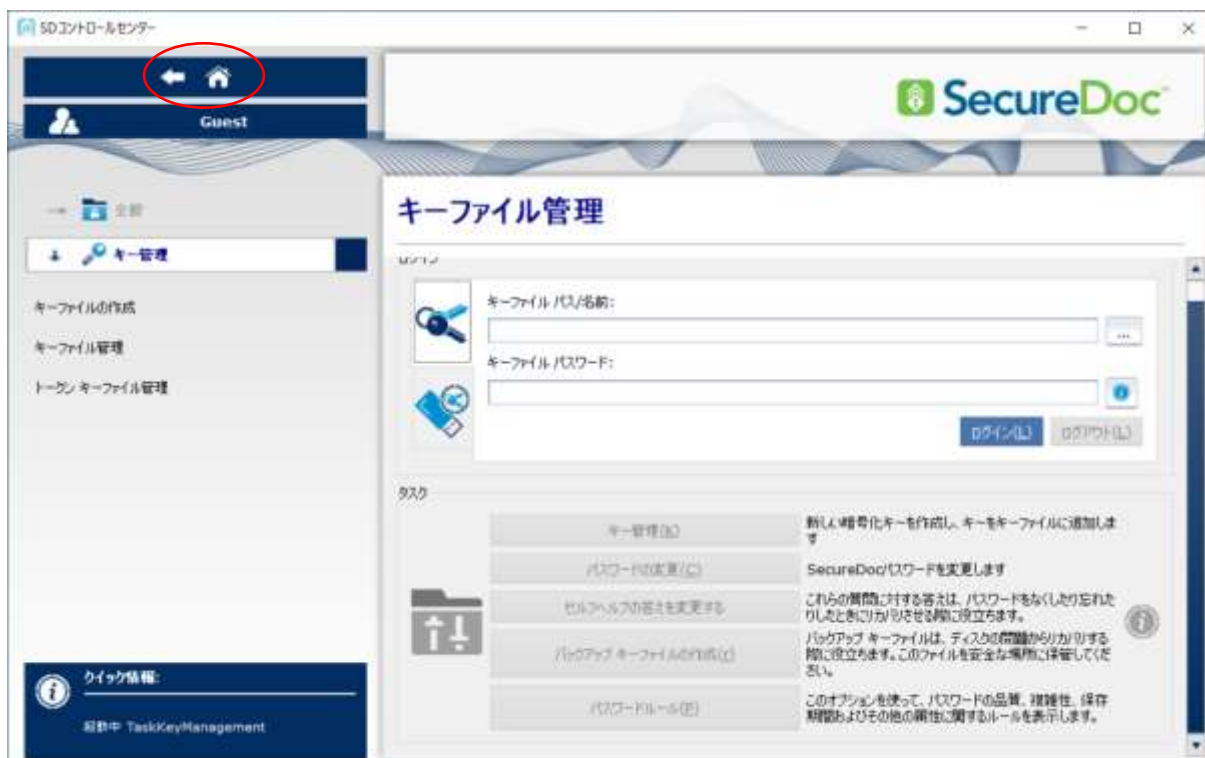 SDコントロールセンター
Guest
SecureDoc
全般
キー管理
キーファイルの作成
キーファイル管理
トークン キーファイル管理
クイック情報:
起動中 TaskKeyManagement
キーファイル管理
ログイン
キーファイル パス/名前:
...
キーファイル パスワード:
ログイン(L)
ログアウト(L)
タスク
キー管理(K)
新しい暗号化キーを作成し、キーをキーファイルに追加しま
す
パスワードの変更(C)
SecureDocパスワードを変更します
セルフヘルプの答えを変更する
これらの質問に対する答えは、パスワードをなくしたり忘れた
りしたときにリカバリさせる際に役立ちます。
バックアップ キーファイルの作成(r)
バックアップ キーファイルは、ディスクの問題からリカバリする
際に役立ちます。このファイルを安全な場所に保管してくだ
さい。
パスワードルール(P)
このオプションを使って、パスワードの品質、複雑性、保存
期間およびその他の属性に関するルールを表示します。